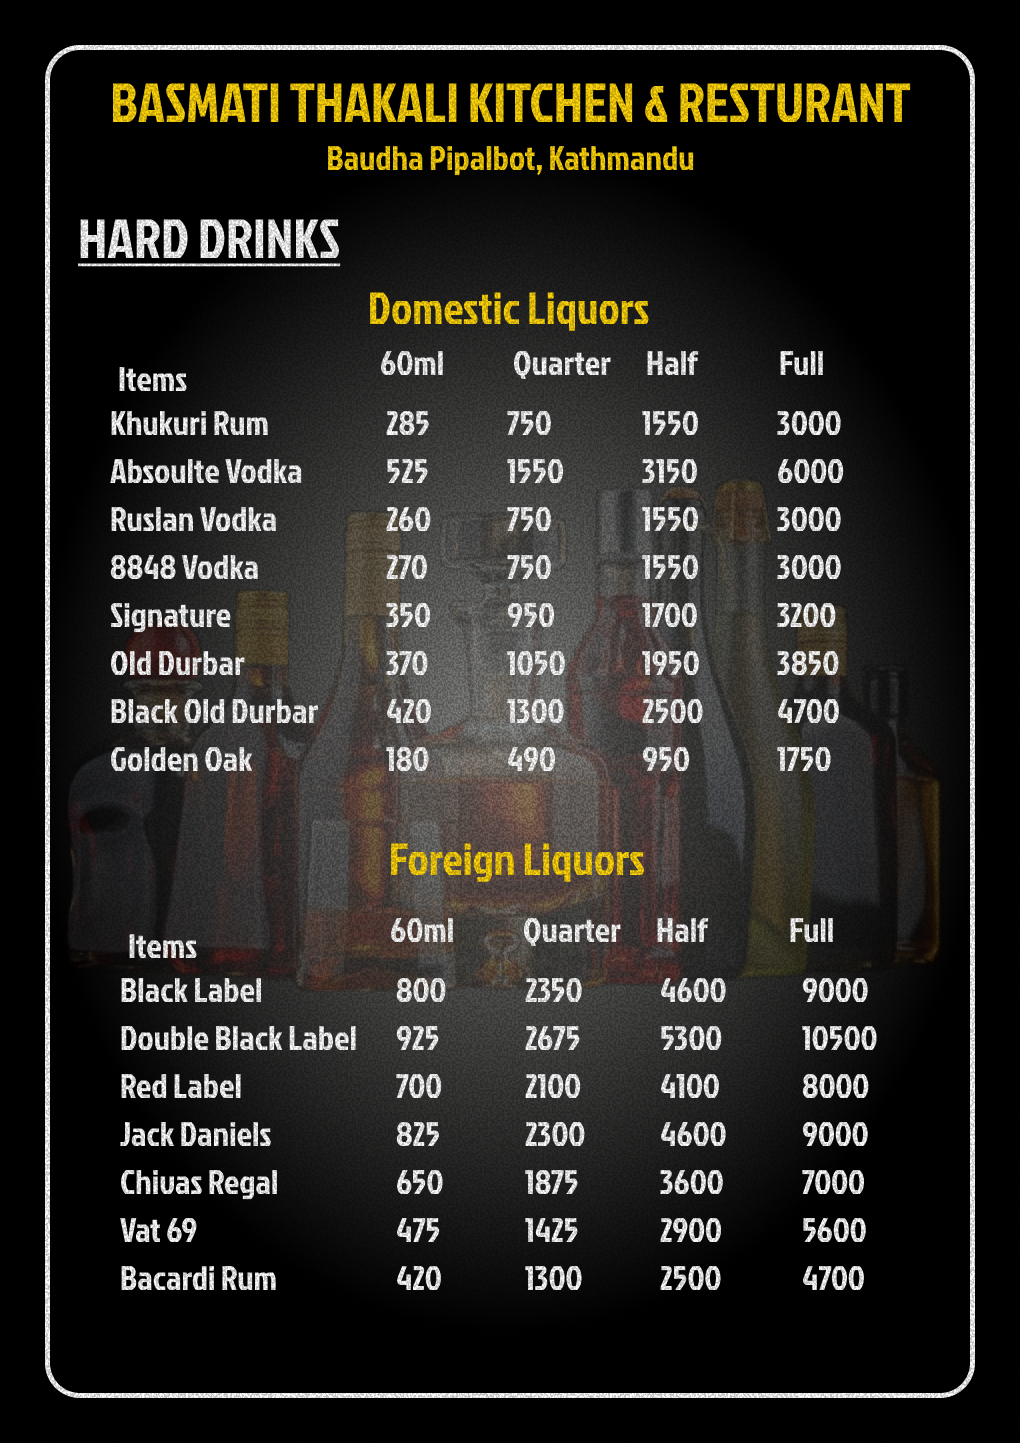 BASMATI THAKALI KITCHEN & RESTURANT
Baudha Pipalbot, Kathmandu
HARD DRINKS
Domestic Liquors
Items 60ml Quarter Half Full
Khukuri Rum 285 750 1550 3000
Absoulte Vodka 525 1550 3150 6000
Ruslan Vodka 260 750 1550 3000
8848 Vodka 270 750 1550 3000
Signature 350 950 1700 3200
Old Durbar 370 1050 1950 3850
Black Old Durbar 420 1300 2500 4700
Golden Oak 180 490 950 1750
Foreign Liquors
Items 60ml Quarter Half Full
Black Label 800 2350 4600 9000
Double Black Label 925 2675 5300 10500
Red Label 700 2100 4100 8000
Jack Daniels 825 2300 4600 9000
Chivas Regal 650 1875 3600 7000
Vat 69 475 1425 2900 5600
Bacardi Rum 420 1300 2500 4700